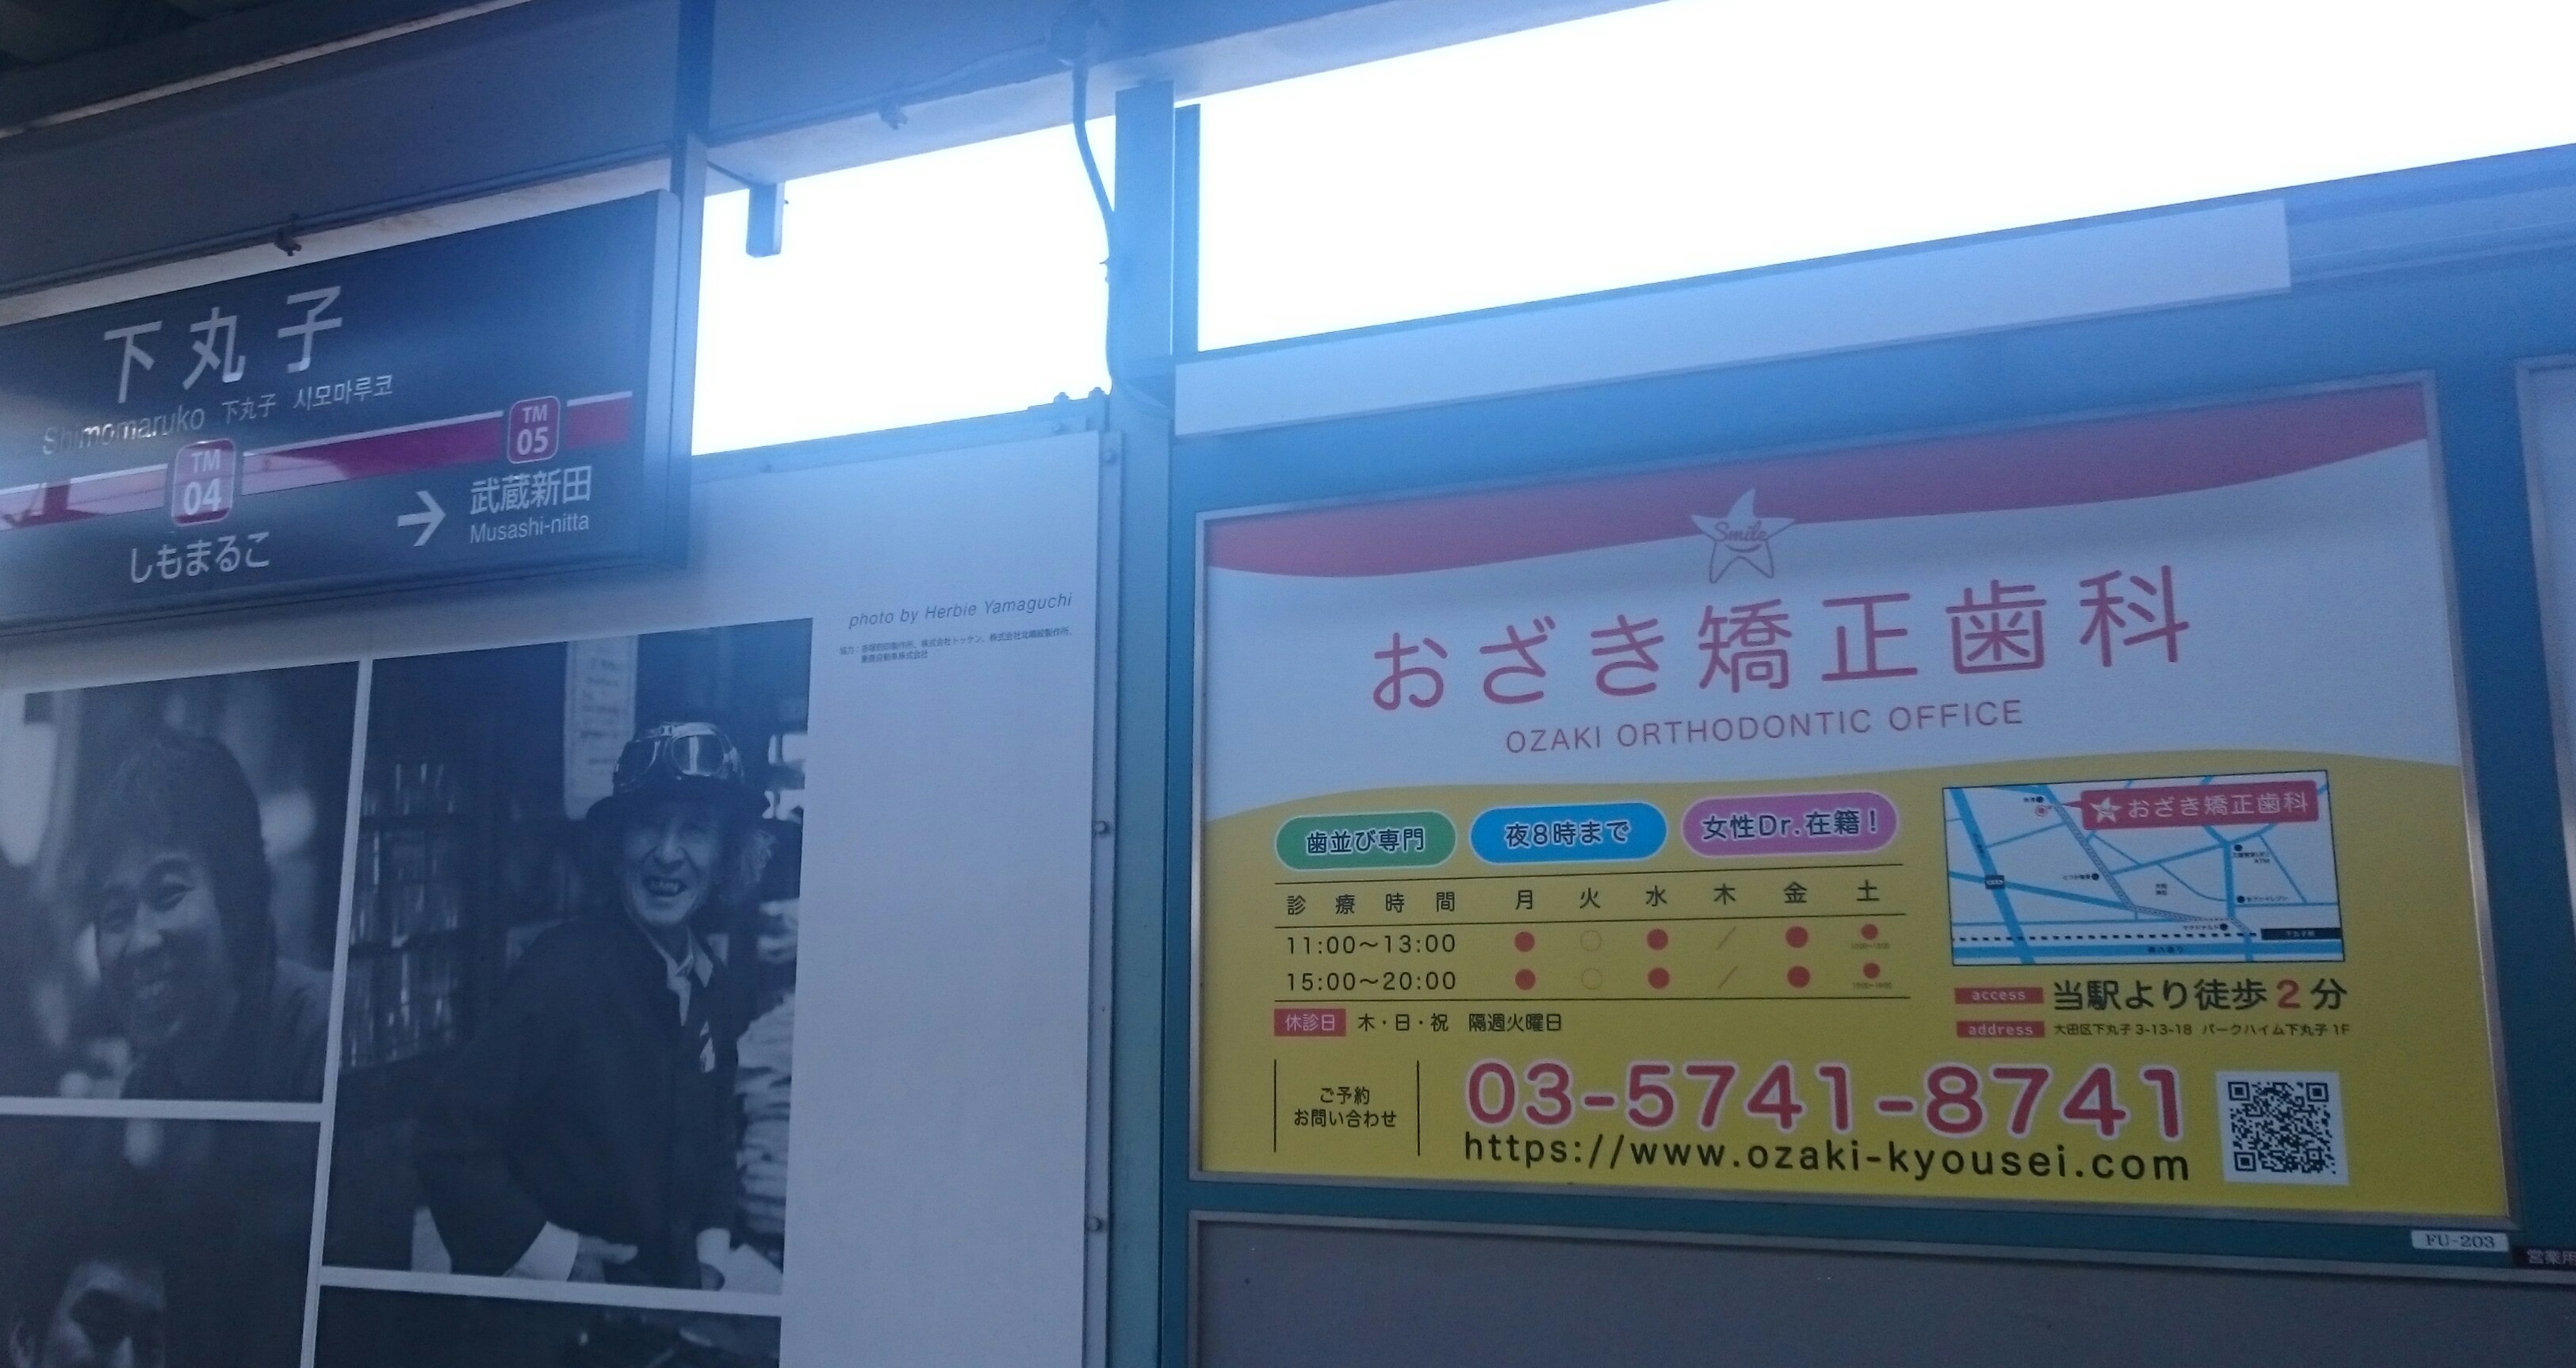 下丸子
Shimomaruko 下丸子 시모마루코
TM
04
しもまるこ
TM
05
→ 武蔵新田
Musashi-nitta
photo by Herbie Yamaguchi
Smile
おざき矯正歯科
OZAKI ORTHODONTIC OFFICE
歯並び専門 夜8時まで 女性Dr.在籍!
診療時間 月 火 水 木 金 土
11:00〜13:00 ● ○ ● / ● ●
15:00〜20:00 ● ○ ● / ● ●
休診日 木・日・祝 隔週火曜日
おざき矯正歯科
access 当駅より徒歩2分
address 大田区下丸子3-13-18 パークハイム下丸子1F
ご予約
お問い合わせ
03-5741-8741
https://www.ozaki-kyousei.com
FU-203
営業用